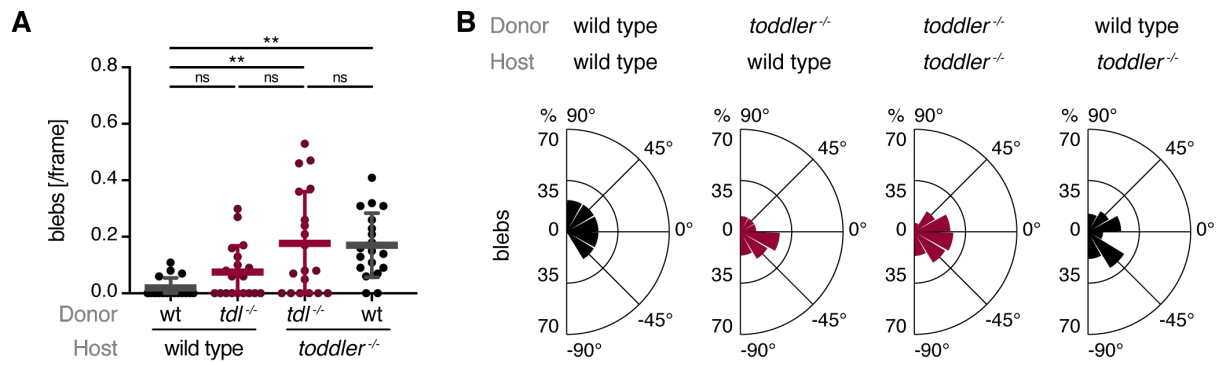 A
**
**
ns ns ns
0.8
0.6
0.4
0.2
0.0
blebs [/frame]
Donor wt tdl -/- tdl -/- wt
Host wild type toddler -/-
B
Donor wild type toddler -/- toddler -/- wild type
Host wild type wild type toddler -/- toddler -/-
% 90° % 90° % 90° % 90°
70 45° 70 45° 70 45° 70 45°
35 35 35 35
0 0° 0 0° 0 0° 0 0°
35 35 35 35
70 -45° 70 -45° 70 -45° 70 -45°
-90° -90° -90° -90°
blebs